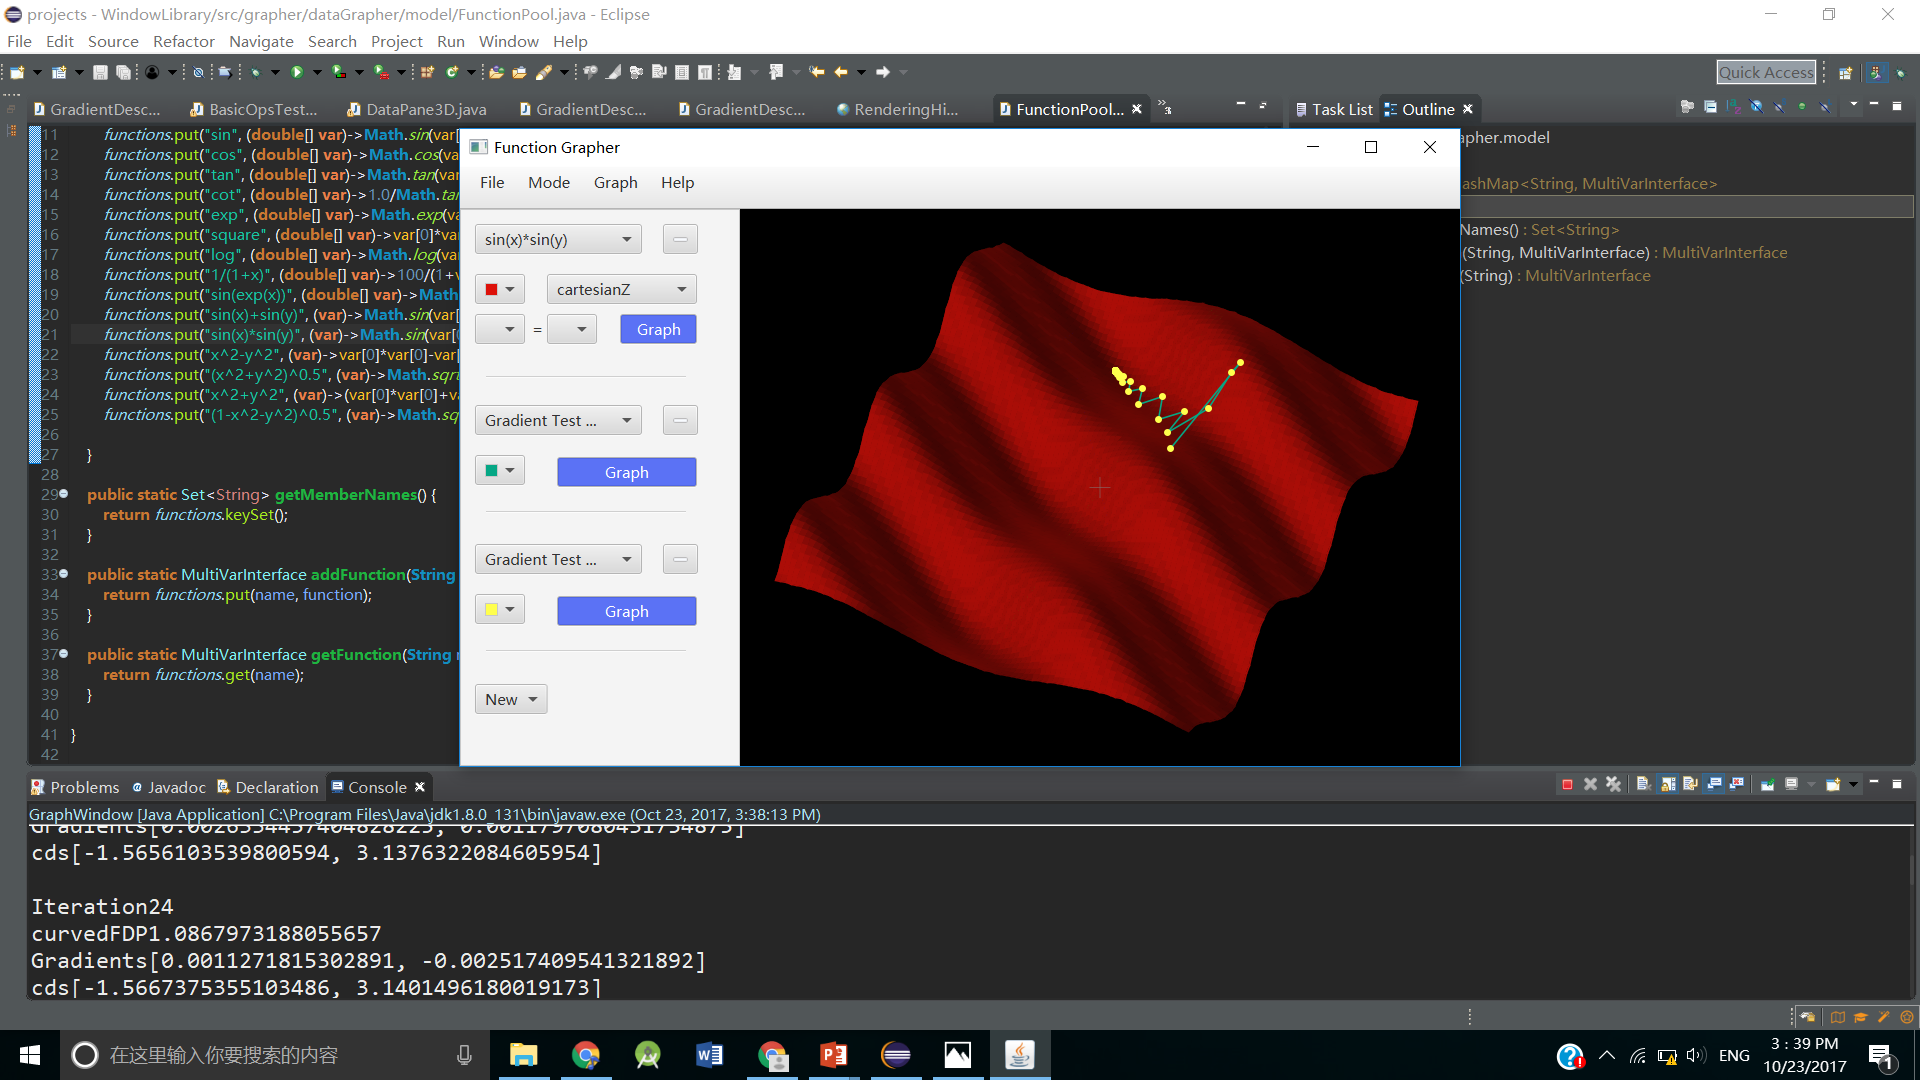 projects - WindowLibrary/src/grapher/dataGrapher/model/FunctionPool.java - Eclipse
File Edit Source Refactor Navigate Search Project Run Window Help
Quick Access
GradientDesc... BasicOpsTest... DataPane3D.java GradientDesc... GradientDesc... RenderingHi... FunctionPool...
Task List Outline
11 functions.put("sin", (double[] var)->Math.sin(var[
12 functions.put("cos", (double[] var)->Math.cos(va
13 functions.put("tan", (double[] var)->Math.tan(var
14 functions.put("cot", (double[] var)->1.0/Math.tan
15 functions.put("exp", (double[] var)->Math.exp(va
16 functions.put("square", (double[] var)->var[0]*var
17 functions.put("log", (double[] var)->Math.log(var
18 functions.put("1/(1+x)", (double[] var)->100/(1+v
19 functions.put("sin(exp(x))", (double[] var)->Math
20 functions.put("sin(x)+sin(y)", (double[] var)->Math.sin(var[
21 functions.put("sin(x)*sin(y)", (var)->Math.sin(var[0
22 functions.put("x^2-y^2", (var)->var[0]*var[0]-var[
23 functions.put("(x^2+y^2)^0.5", (var)->Math.sqrt
24 functions.put("x^2+y^2", (var)->(var[0]*var[0]+va
25 functions.put("(1-x^2-y^2)^0.5", (var)->Math.sq
26
27 }
28
29 public static Set<String> getMemberNames() {
30 return functions.keySet();
31 }
32
33 public static MultiVarInterface addFunction(String
34 return functions.put(name, function);
35 }
36
37 public static MultiVarInterface getFunction(String
38 return functions.get(name);
39 }
40
41 }
42
Function Grapher
File Mode Graph Help
sin(x)*sin(y)
cartesianZ
= Graph
Gradient Test ...
Graph
Gradient Test ...
Graph
New
apher.model
ashMap<String, MultiVarInterface>
Names() : Set<String>
(String, MultiVarInterface) : MultiVarInterface
(String) : MultiVarInterface
Problems Javadoc Declaration Console
GraphWindow [Java Application] C:\Program Files\Java\jdk1.8.0_131\bin\javaw.exe (Oct 23, 2017, 3:38:13 PM)
cds[-1.5656103539800594, 3.1376322084605954]
Iteration24
curvedFDP1.0867973188055657
Gradients[0.0011271815302891, -0.002517409541321892]
cds[-1.5667375355103486, 3.1401496180019173]
在这里输入你要搜索的内容
ENG
3 : 39 PM
10/23/2017
1